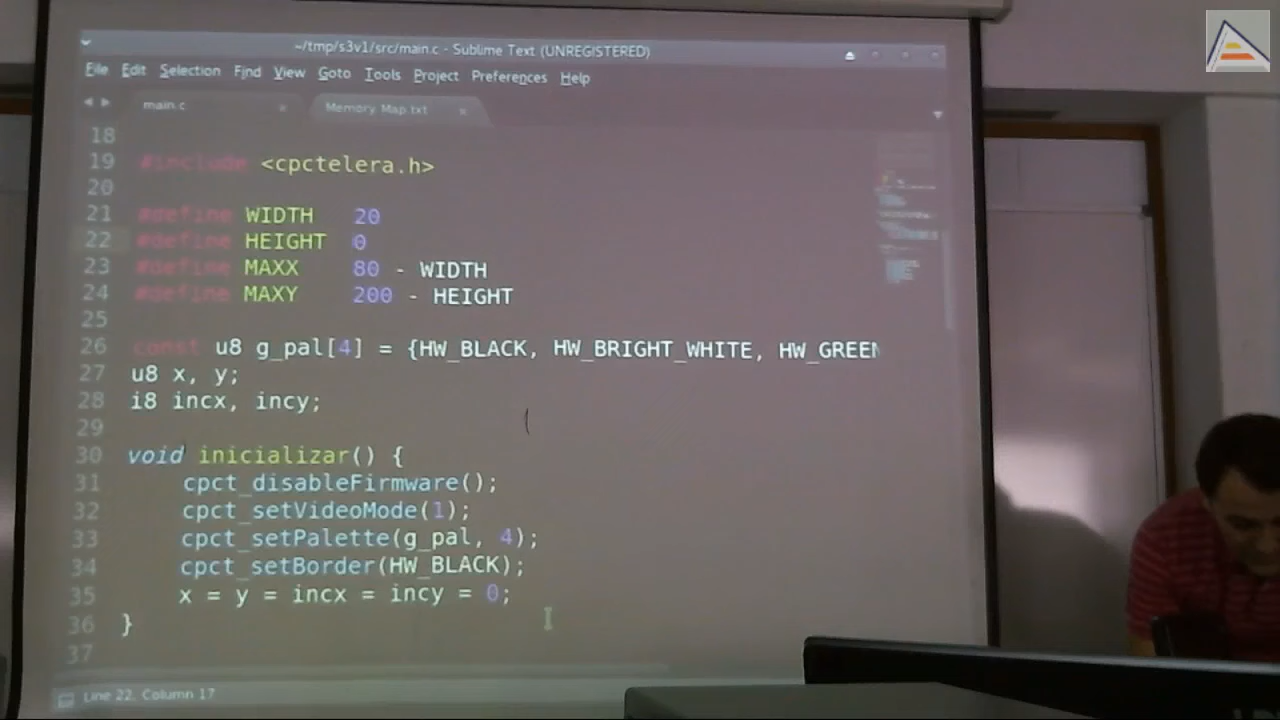 ~/tmp/s3v1/src/main.c - Sublime Text (UNREGISTERED)
File Edit Selection Find View Goto Tools Project Preferences Help
main.c Memory Map.txt
18
19 #include <cpctelera.h>
20
21 #define WIDTH 20
22 #define HEIGHT 0
23 #define MAXX 80 - WIDTH
24 #define MAXY 200 - HEIGHT
25
26 const u8 g_pal[4] = {HW_BLACK, HW_BRIGHT_WHITE, HW_GREEN
27 u8 x, y;
28 i8 incx, incy;
29
30 void inicializar() {
31 cpct_disableFirmware();
32 cpct_setVideoMode(1);
33 cpct_setPalette(g_pal, 4);
34 cpct_setBorder(HW_BLACK);
35 x = y = incx = incy = 0;
36 }
37
Line 22, Column 17